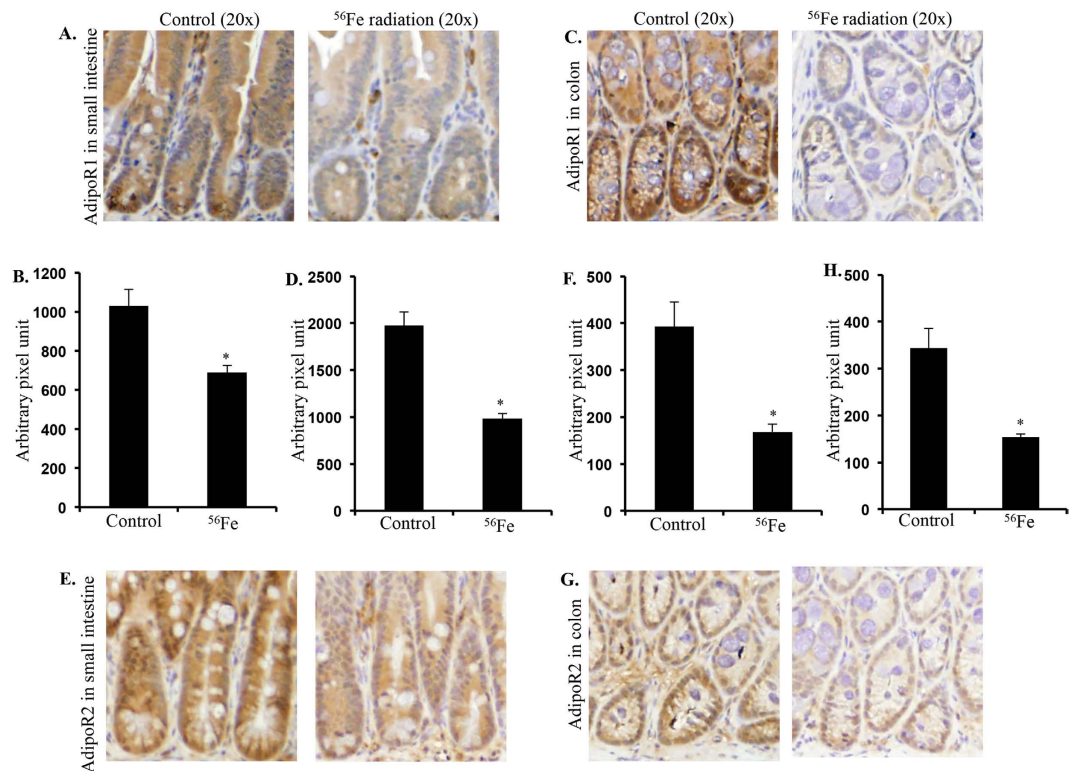 Control (20x)
⁵⁶Fe radiation (20x)
Control (20x)
⁵⁶Fe radiation (20x)
A.
AdipoR1 in small intestine
C.
AdipoR1 in colon
B.
Arbitrary pixel unit
1200
1000
800
600
400
200
0
*
Control
⁵⁶Fe
D.
Arbitrary pixel unit
2500
2000
1500
1000
500
0
*
Control
⁵⁶Fe
F.
Arbitrary pixel unit
500
400
300
200
100
0
*
Control
⁵⁶Fe
H.
Arbitrary pixel unit
500
400
300
200
100
0
*
Control
⁵⁶Fe
E.
AdipoR2 in small intestine
G.
AdipoR2 in colon